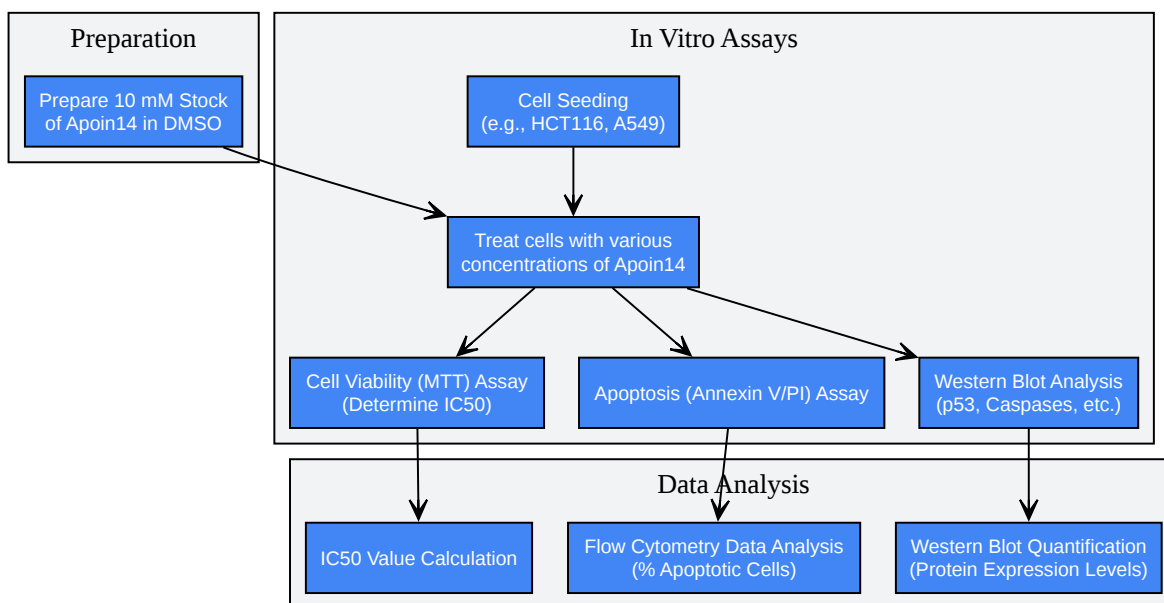 Preparation
Prepare 10 mM Stock
of Apoin14 in DMSO
In Vitro Assays
Cell Seeding
(e.g., HCT116, A549)
Treat cells with various
concentrations of Apoin14
Cell Viability (MTT) Assay
(Determine IC50)
Apoptosis (Annexin V/PI) Assay
Western Blot Analysis
(p53, Caspases, etc.)
Data Analysis
IC50 Value Calculation
Flow Cytometry Data Analysis
(% Apoptotic Cells)
Western Blot Quantification
(Protein Expression Levels)